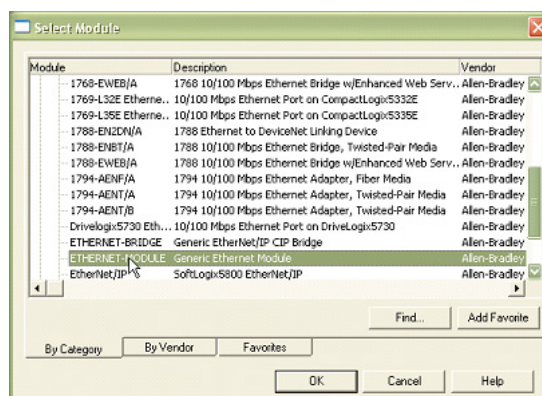 Select Module
Module Description Vendor
1768-EWEB/A 1768 10/100 Mbps Ethernet Bridge w/Enhanced Web Serv.. Allen-Bradley
1769-L32E Etherne.. 10/100 Mbps Ethernet Port on CompactLogix5332E Allen-Bradley
1769-L35E Etherne.. 10/100 Mbps Ethernet Port on CompactLogix5335E Allen-Bradley
1788-EN2DN/A 1788 Ethernet to DeviceNet Linking Device Allen-Bradley
1788-ENBT/A 1788 10/100 Mbps Ethernet Bridge, Twisted-Pair Media Allen-Bradley
1788-EWEB/A 1788 10/100 Mbps Ethernet Bridge w/Enhanced Web Serv.. Allen-Bradley
1794-AENF/A 1794 10/100 Mbps Ethernet Adapter, Fiber Media Allen-Bradley
1794-AENT/A 1794 10/100 Mbps Ethernet Adapter, Twisted-Pair Media Allen-Bradley
1794-AENT/B 1794 10/100 Mbps Ethernet Adapter, Twisted-Pair Media Allen-Bradley
Drivelogix5730 Eth... 10/100 Mbps Ethernet Port on DriveLogix5730 Allen-Bradley
ETHERNET-BRIDGE Generic EtherNet/IP CIP Bridge Allen-Bradley
ETHERNET-MODULE Generic Ethernet Module Allen-Bradley
EtherNet/IP SoftLogix5800 EtherNet/IP Allen-Bradley
Find... Add Favorite
By Category By Vendor Favorites
OK Cancel Help